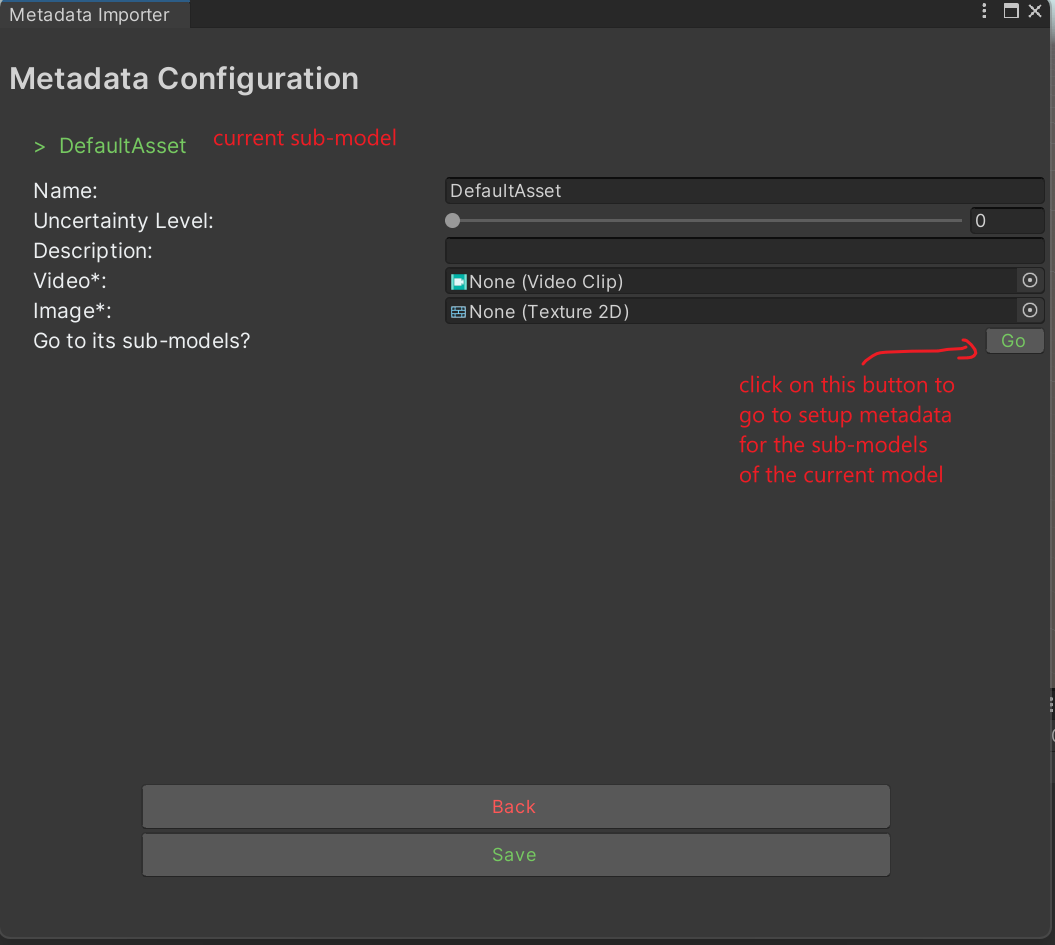 Metadata Importer
Metadata Configuration
> DefaultAsset
current sub-model
Name:
DefaultAsset
Uncertainty Level:
0
Description:
Video*:
None (Video Clip)
Image*:
None (Texture 2D)
Go to its sub-models?
Go
click on this button to
go to setup metadata
for the sub-models
of the current model
Back
Save